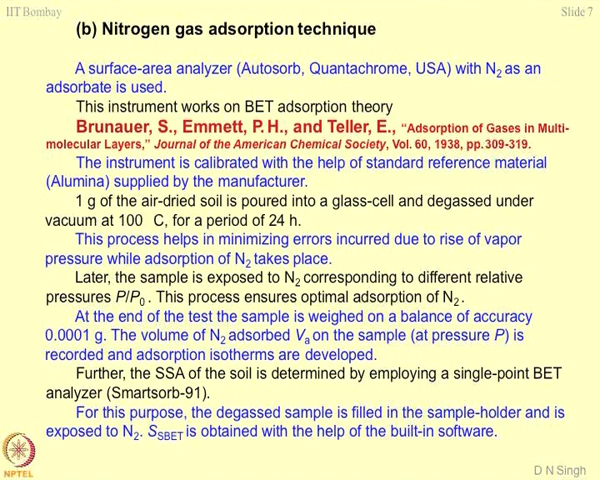 IIT Bombay
Slide 7
(b) Nitrogen gas adsorption technique
A surface-area analyzer (Autosorb, Quantachrome, USA) with N2 as an
adsorbate is used.
This instrument works on BET adsorption theory
Brunauer, S., Emmett, P. H., and Teller, E., “Adsorption of Gases in Multi-
molecular Layers,” Journal of the American Chemical Society, Vol. 60, 1938, pp. 309-319.
The instrument is calibrated with the help of standard reference material
(Alumina) supplied by the manufacturer.
1 g of the air-dried soil is poured into a glass-cell and degassed under
vacuum at 100 C, for a period of 24 h.
This process helps in minimizing errors incurred due to rise of vapor
pressure while adsorption of N2 takes place.
Later, the sample is exposed to N2 corresponding to different relative
pressures P/P0 . This process ensures optimal adsorption of N2 .
At the end of the test the sample is weighed on a balance of accuracy
0.0001 g. The volume of N2 adsorbed Va on the sample (at pressure P) is
recorded and adsorption isotherms are developed.
Further, the SSA of the soil is determined by employing a single-point BET
analyzer (Smartsorb-91).
For this purpose, the degassed sample is filled in the sample-holder and is
exposed to N2. SSBET is obtained with the help of the built-in software.
NPTEL
D N Singh